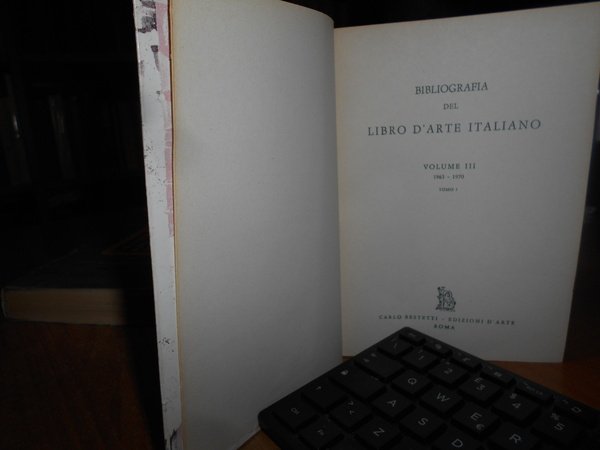 BIBLIOGRAFIA
DEL
LIBRO D'ARTE ITALIANO
VOLUME III
1961 - 1970
TOMO I
CARLO BESTETTI - EDIZIONI D'ARTE
ROMA
Q W E R